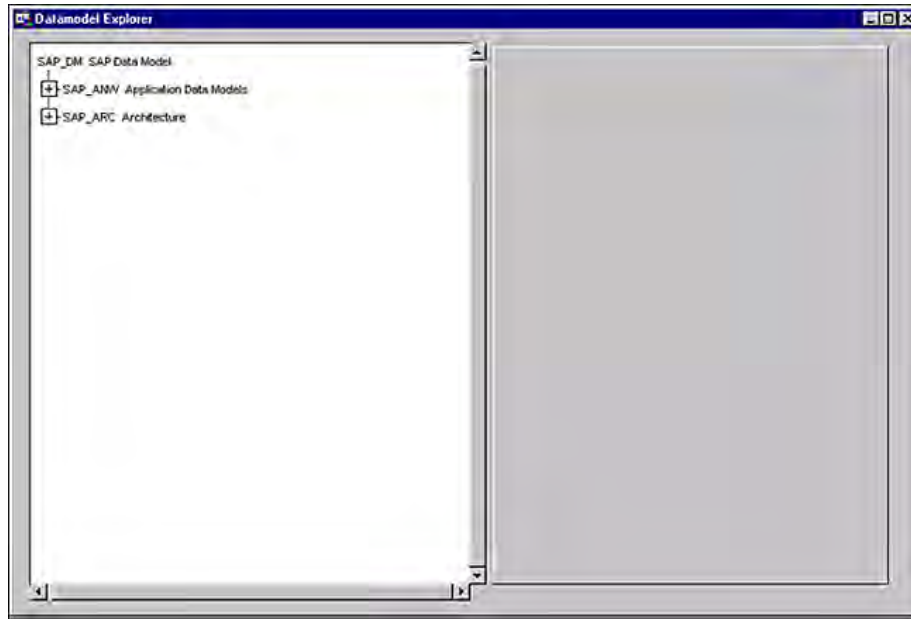 Datamodel Explorer
SAP_DM SAP Data Model
SAP_ANW Application Data Models
SAP_ARC Architecture